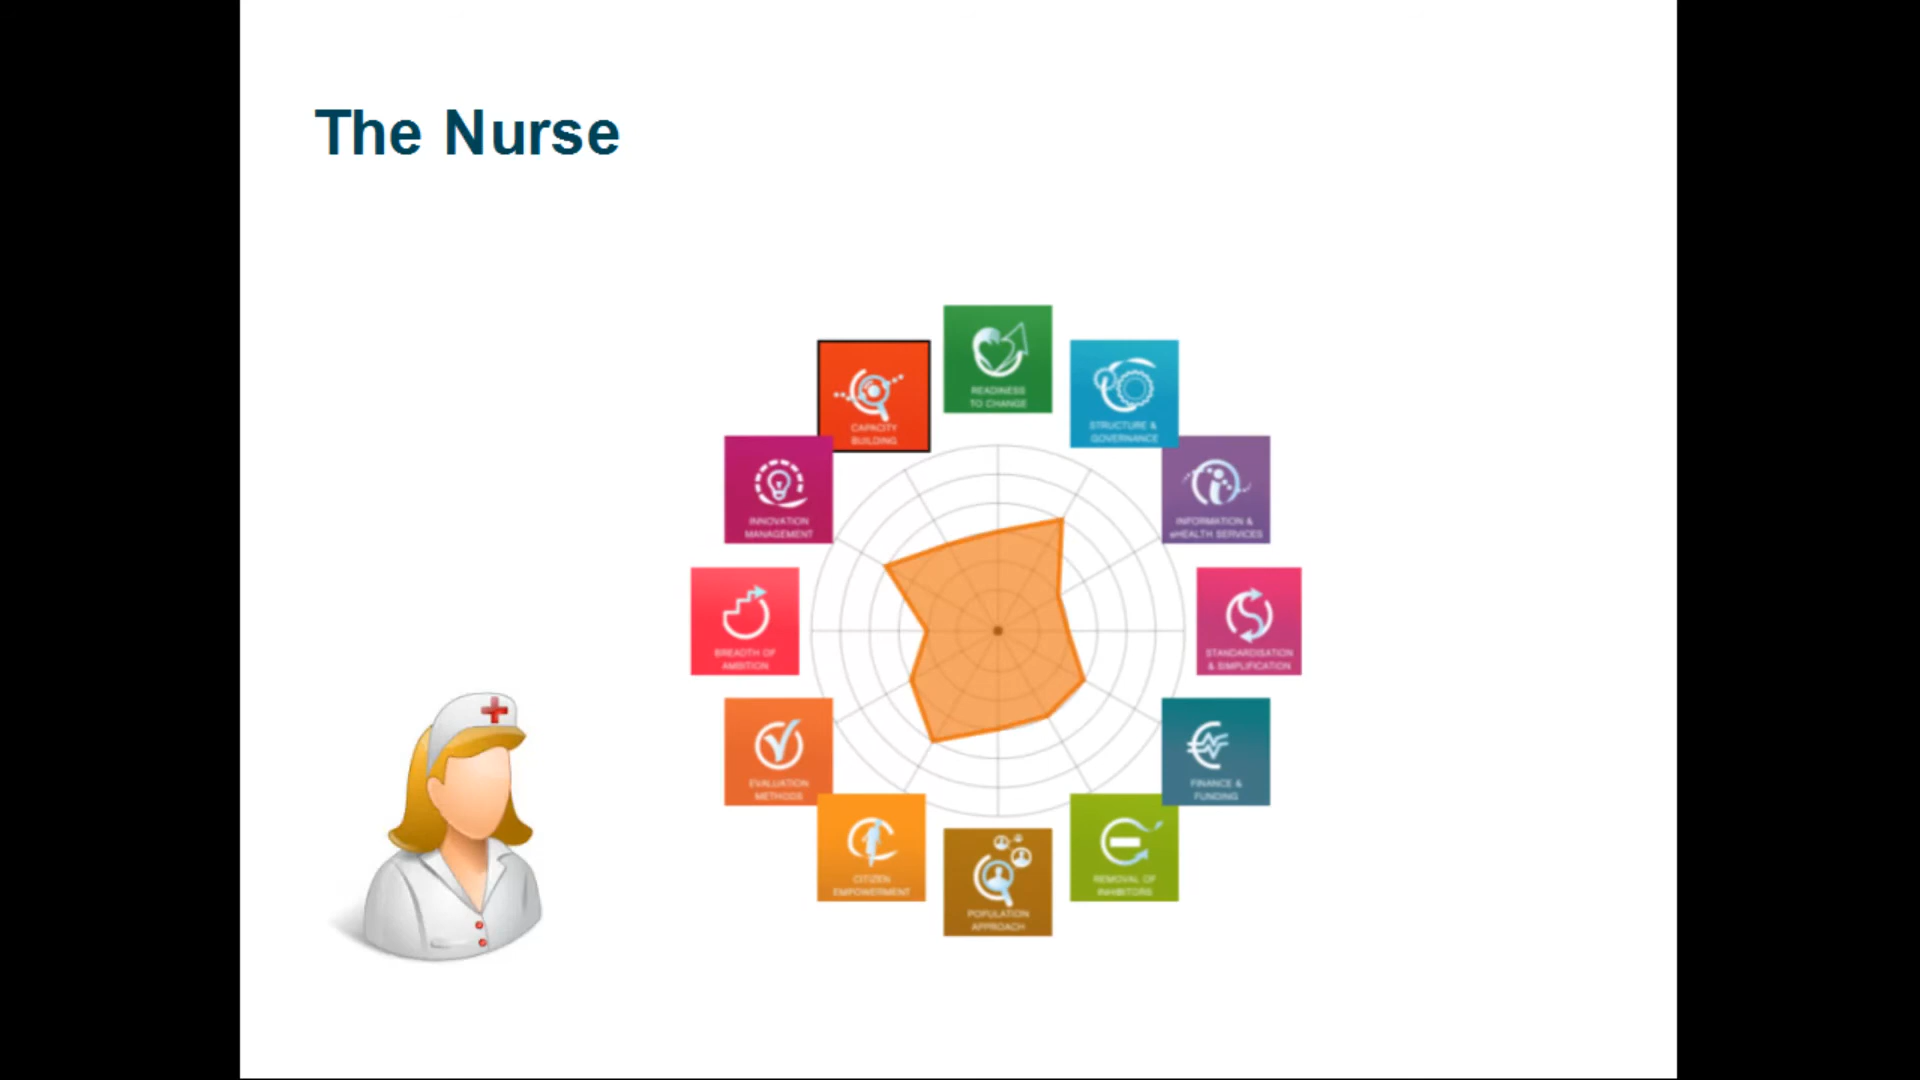 The Nurse
READINESS
TO CHANGE
STRUCTURE &
GOVERNANCE
INFORMATION &
eHEALTH SERVICES
STANDARDISATION
& SIMPLIFICATION
FINANCE &
FUNDING
REMOVAL OF
INHIBITORS
POPULATION
APPROACH
CITIZEN
EMPOWERMENT
EVALUATION
METHODS
BREADTH OF
AMBITION
INNOVATION
MANAGEMENT
CAPACITY
BUILDING